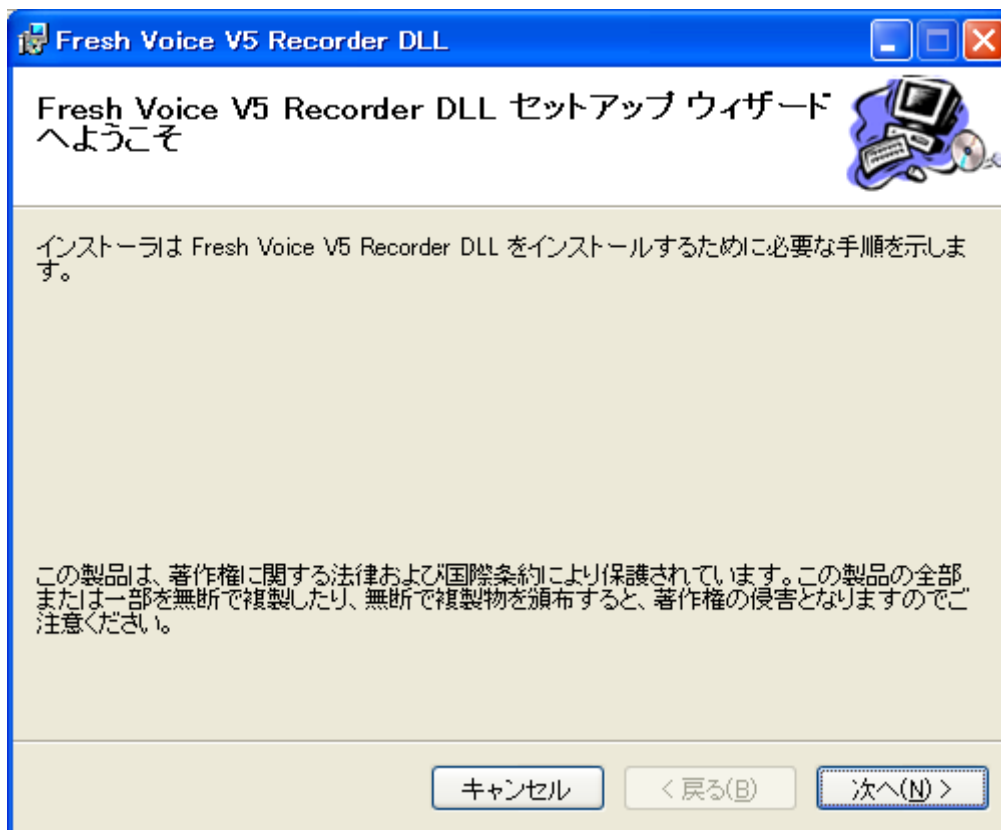 Fresh Voice V5 Recorder DLL
Fresh Voice V5 Recorder DLL セットアップ ウィザード
へようこそ
インストーラは Fresh Voice V5 Recorder DLL をインストールするために必要な手順を示しま
す。
この製品は、著作権に関する法律および国際条約により保護されています。この製品の全部
または一部を無断で複製したり、無断で複製物を頒布すると、著作権の侵害となりますのでご
注意ください。
キャンセル < 戻る(B) 次へ(N) >